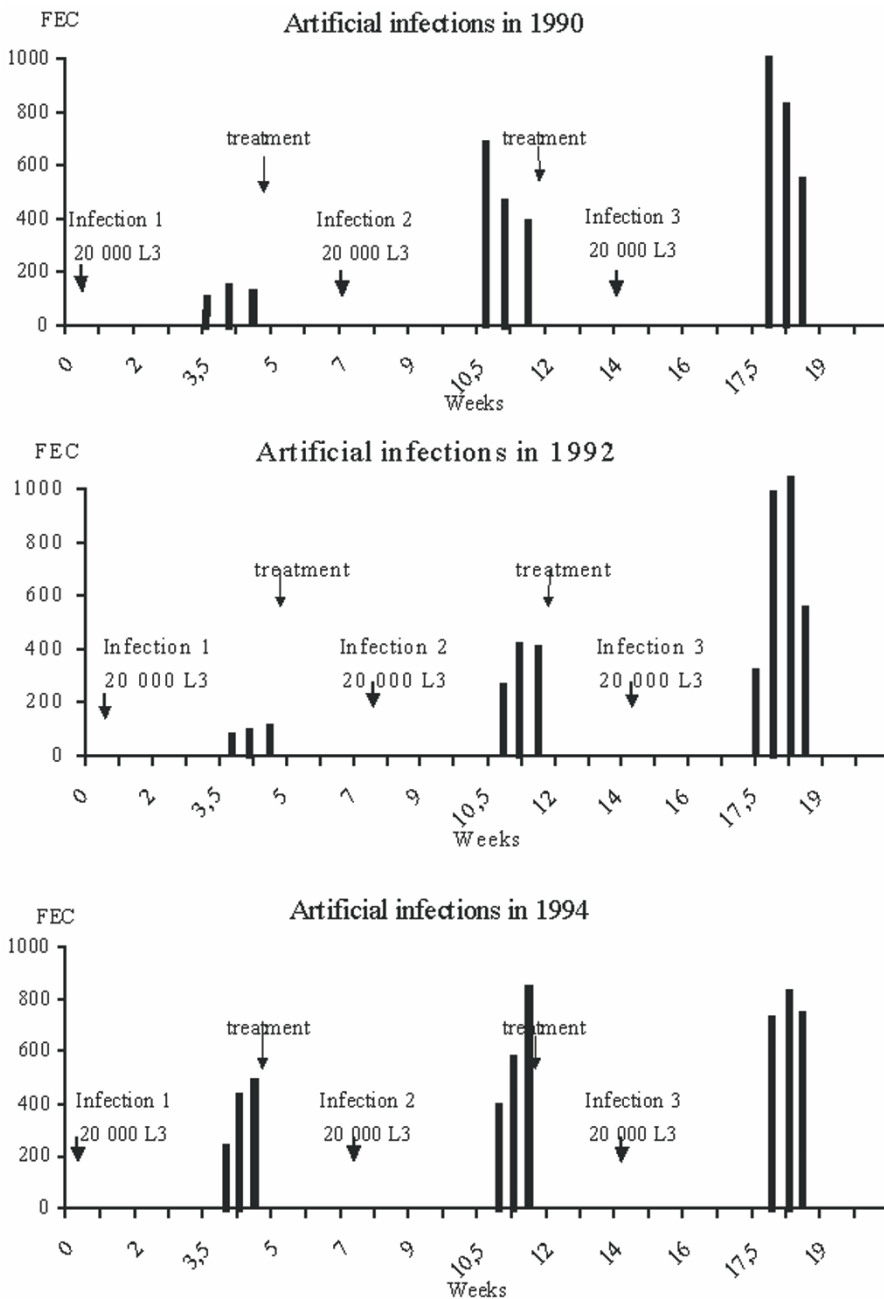 FEC
Artificial infections in 1990
1000
800
600
400
200
0
treatment
treatment
Infection 1
20 000 L3
Infection 2
20 000 L3
Infection 3
20 000 L3
0 2 3,5 5 7 9 10,5 12 14 16 17,5 19
Weeks
FEC
Artificial infections in 1992
1000
800
600
400
200
0
treatment
treatment
Infection 1
20 000 L3
Infection 2
20 000 L3
Infection 3
20 000 L3
0 2 3,5 5 7 9 10,5 12 14 16 17,5 19
Weeks
FEC
Artificial infections in 1994
1000
800
600
400
200
0
treatment
treatment
Infection 1
20 000 L3
Infection 2
20 000 L3
Infection 3
20 000 L3
0 2 3,5 5 7 9 10,5 12 14 16 17,5 19
Weeks